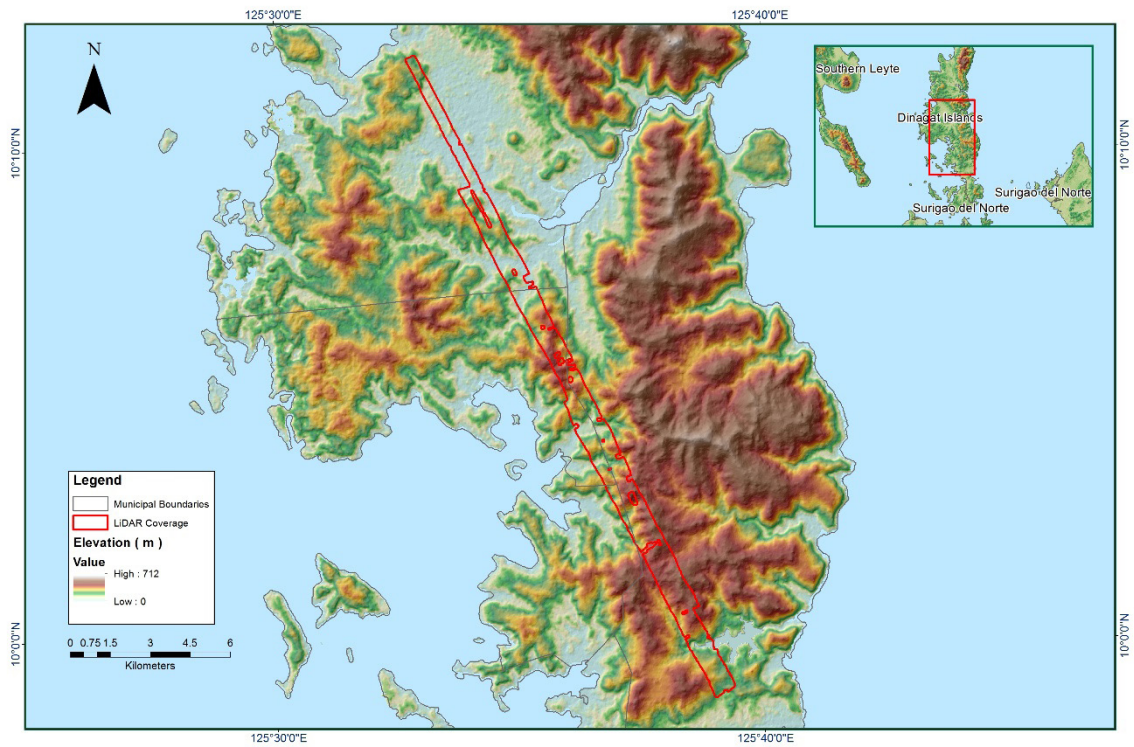 125°30'0"E
125°40'0"E
N
Southern Leyte
Dinagat Islands
Surigao del Norte
Surigao del Norte
10°10'0"N
10°10'0"N
Legend
Municipal Boundaries
LiDAR Coverage
Elevation ( m )
Value
High : 712
Low : 0
0 0.75 1.5 3 4.5 6
Kilometers
10°0'0"N
10°0'0"N
125°30'0"E
125°40'0"E